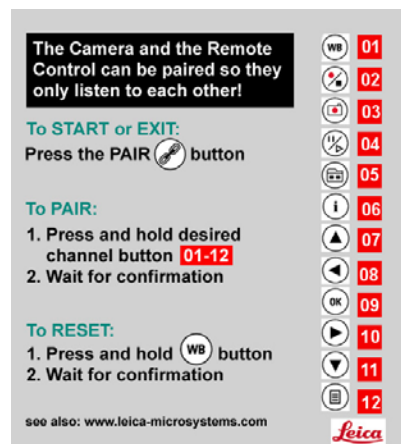 The Camera and the Remote
Control can be paired so they
only listen to each other!
To START or EXIT:
Press the PAIR button
To PAIR:
1. Press and hold desired
channel button 01-12
2. Wait for confirmation
To RESET:
1. Press and hold WB button
2. Wait for confirmation
see also: www.leica-microsystems.com
WB 01
02
03
04
05
i 06
07
08
OK 09
10
11
12
Leica